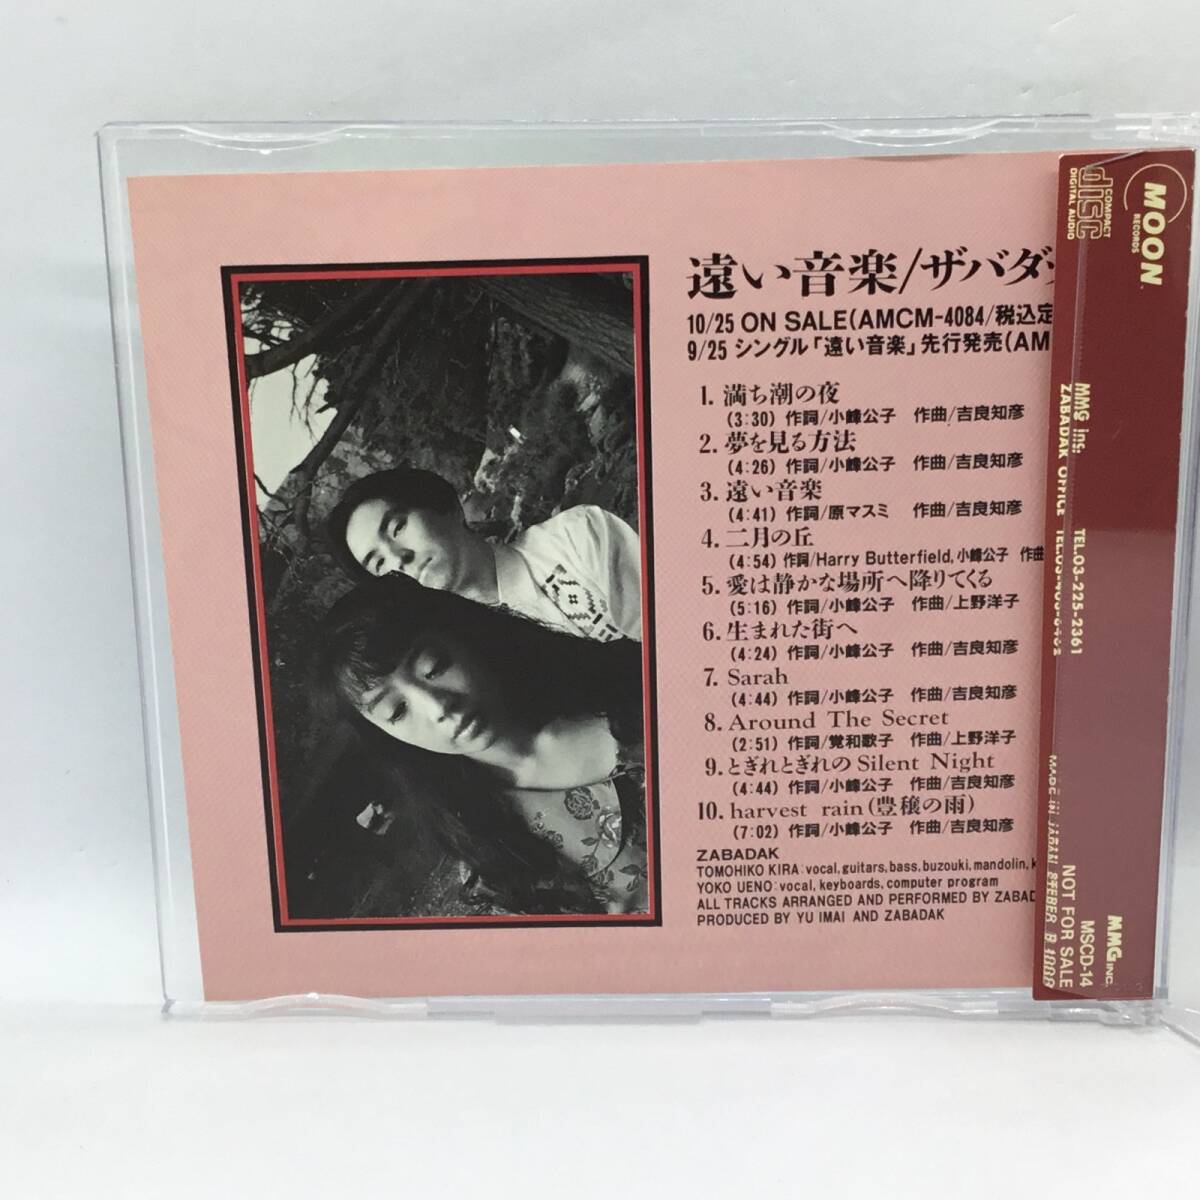 遠い音楽/ザバダ
10/25 ON SALE(AMCM-4084/税込定
9/25 シングル「遠い音楽」先行発売(AM
1. 満ち潮の夜
(3:30) 作詞/小峰公子 作曲/吉良知彦
2. 夢を見る方法
(4:26) 作詞/小峰公子 作曲/吉良知彦
3. 遠い音楽
(4:41) 作詞/原マスミ 作曲/吉良知彦
4. 二月の丘
(4:54) 作詞/Harry Butterfield, 小峰公子 作曲
5. 愛は静かな場所へ降りてくる
(5:16) 作詞/小峰公子 作曲/上野洋子
6. 生まれた街へ
(4:24) 作詞/小峰公子 作曲/吉良知彦
7. Sarah
(4:44) 作詞/小峰公子 作曲/吉良知彦
8. Around The Secret
(2:51) 作詞/覚和歌子 作曲/上野洋子
9. とぎれとぎれのSilent Night
(4:44) 作詞/小峰公子 作曲/吉良知彦
10. harvest rain(豊穣の雨)
(7:02) 作詞/小峰公子 作曲/吉良知彦
ZABADAK
TOMOHIKO KIRA: vocal, guitars, bass, buzouki, mandolin, k
YOKO UENO: vocal, keyboards, computer program
ALL TRACKS ARRANGED AND PERFORMED BY ZABAD
PRODUCED BY YU IMAI AND ZABADAK
MOON
RECORDS
COMPACT
disc
DIGITAL AUDIO
MMG inc. TEL.03-225-2361
ZABADAK OFFICE
MMG INC.
MSCD-14
NOT FOR SALE
MADE IN JAPAN